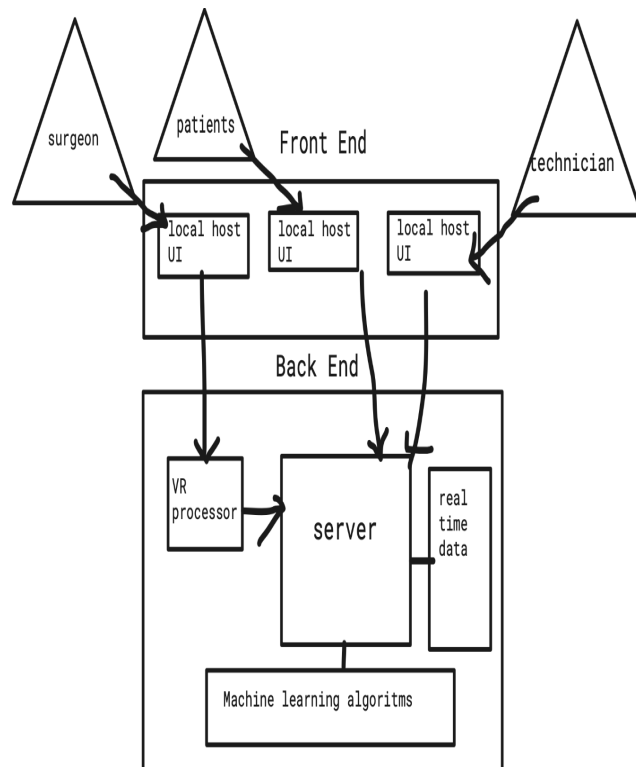 surgeon
patients
Front End
technician
local host
UI
local host
UI
local host
UI
Back End
VR
processor
server
real
time
data
Machine learning algoritms